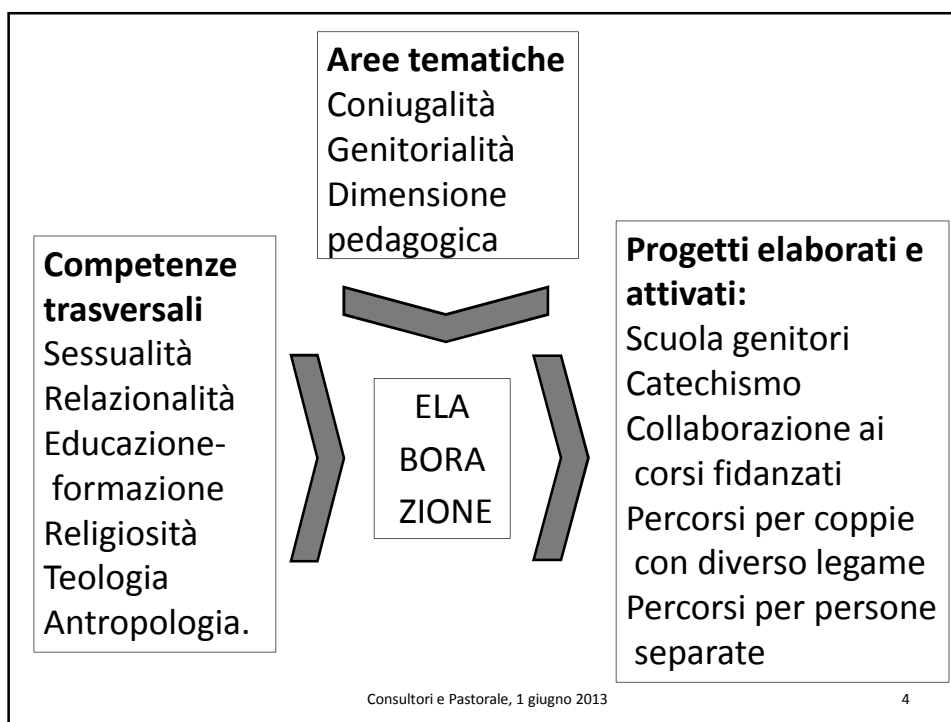 Aree tematiche
Coniugalità
Genitorialità
Dimensione
pedagogica
Competenze
trasversali
Sessualità
Relazionalità
Educazione-
formazione
Religiosità
Teologia
Antropologia.
ELA
BORA
ZIONE
Progetti elaborati e
attivati:
Scuola genitori
Catechismo
Collaborazione ai
corsi fidanzati
Percorsi per coppie
con diverso legame
Percorsi per persone
separate
Consultori e Pastorale, 1 giugno 2013
4